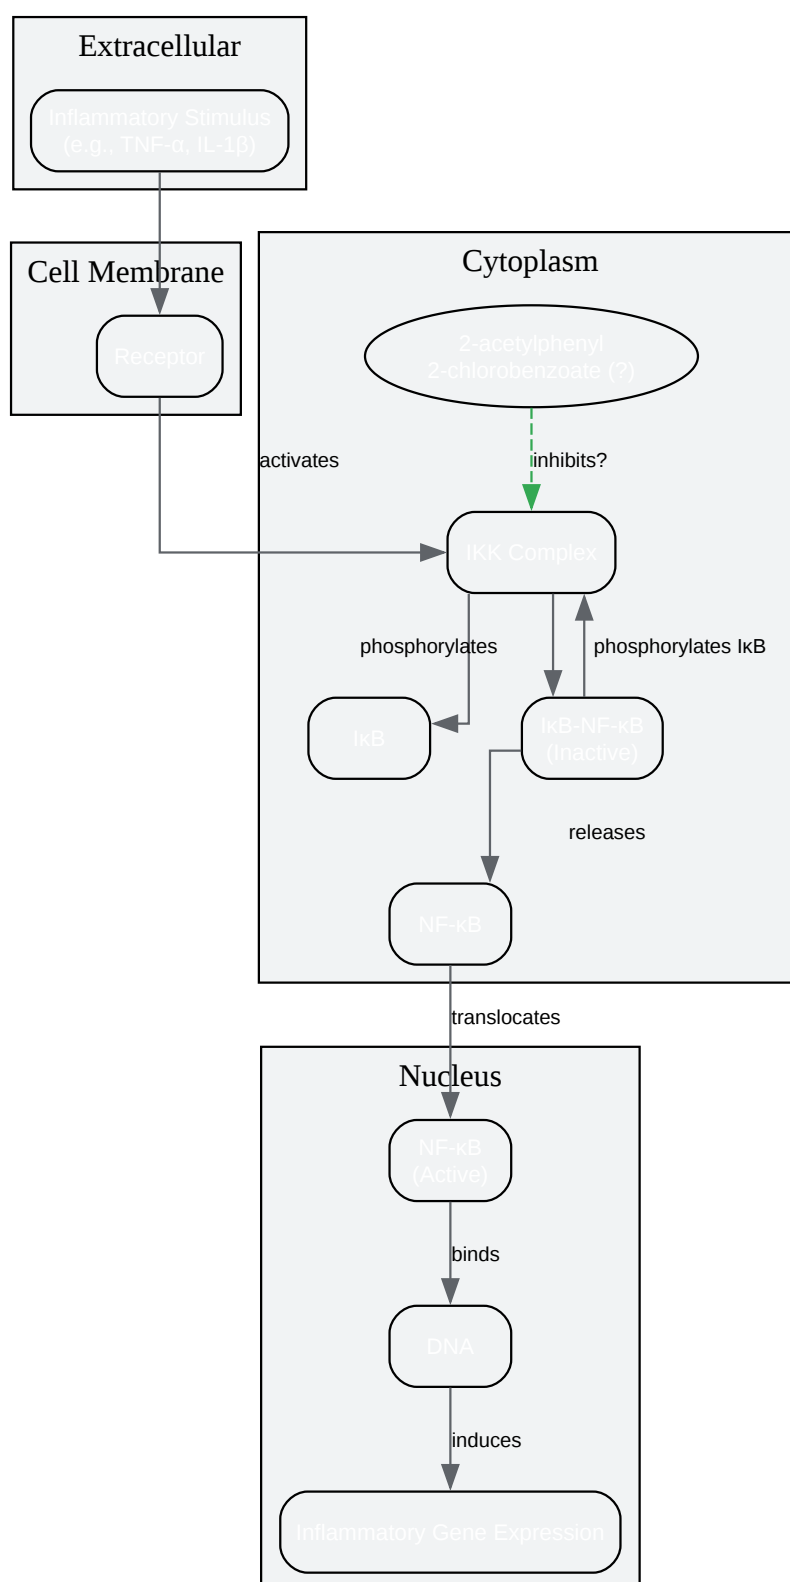 Extracellular
Inflammatory Stimulus
(e.g., TNF-α, IL-1β)
Cell Membrane
Receptor
Cytoplasm
2-acetylphenyl
2-chlorobenzoate (?)
activates
inhibits?
IKK Complex
phosphorylates
phosphorylates IκB
IκB
IκB-NF-κB
(Inactive)
releases
NF-κB
translocates
Nucleus
NF-κB
(Active)
binds
DNA
induces
Inflammatory Gene Expression